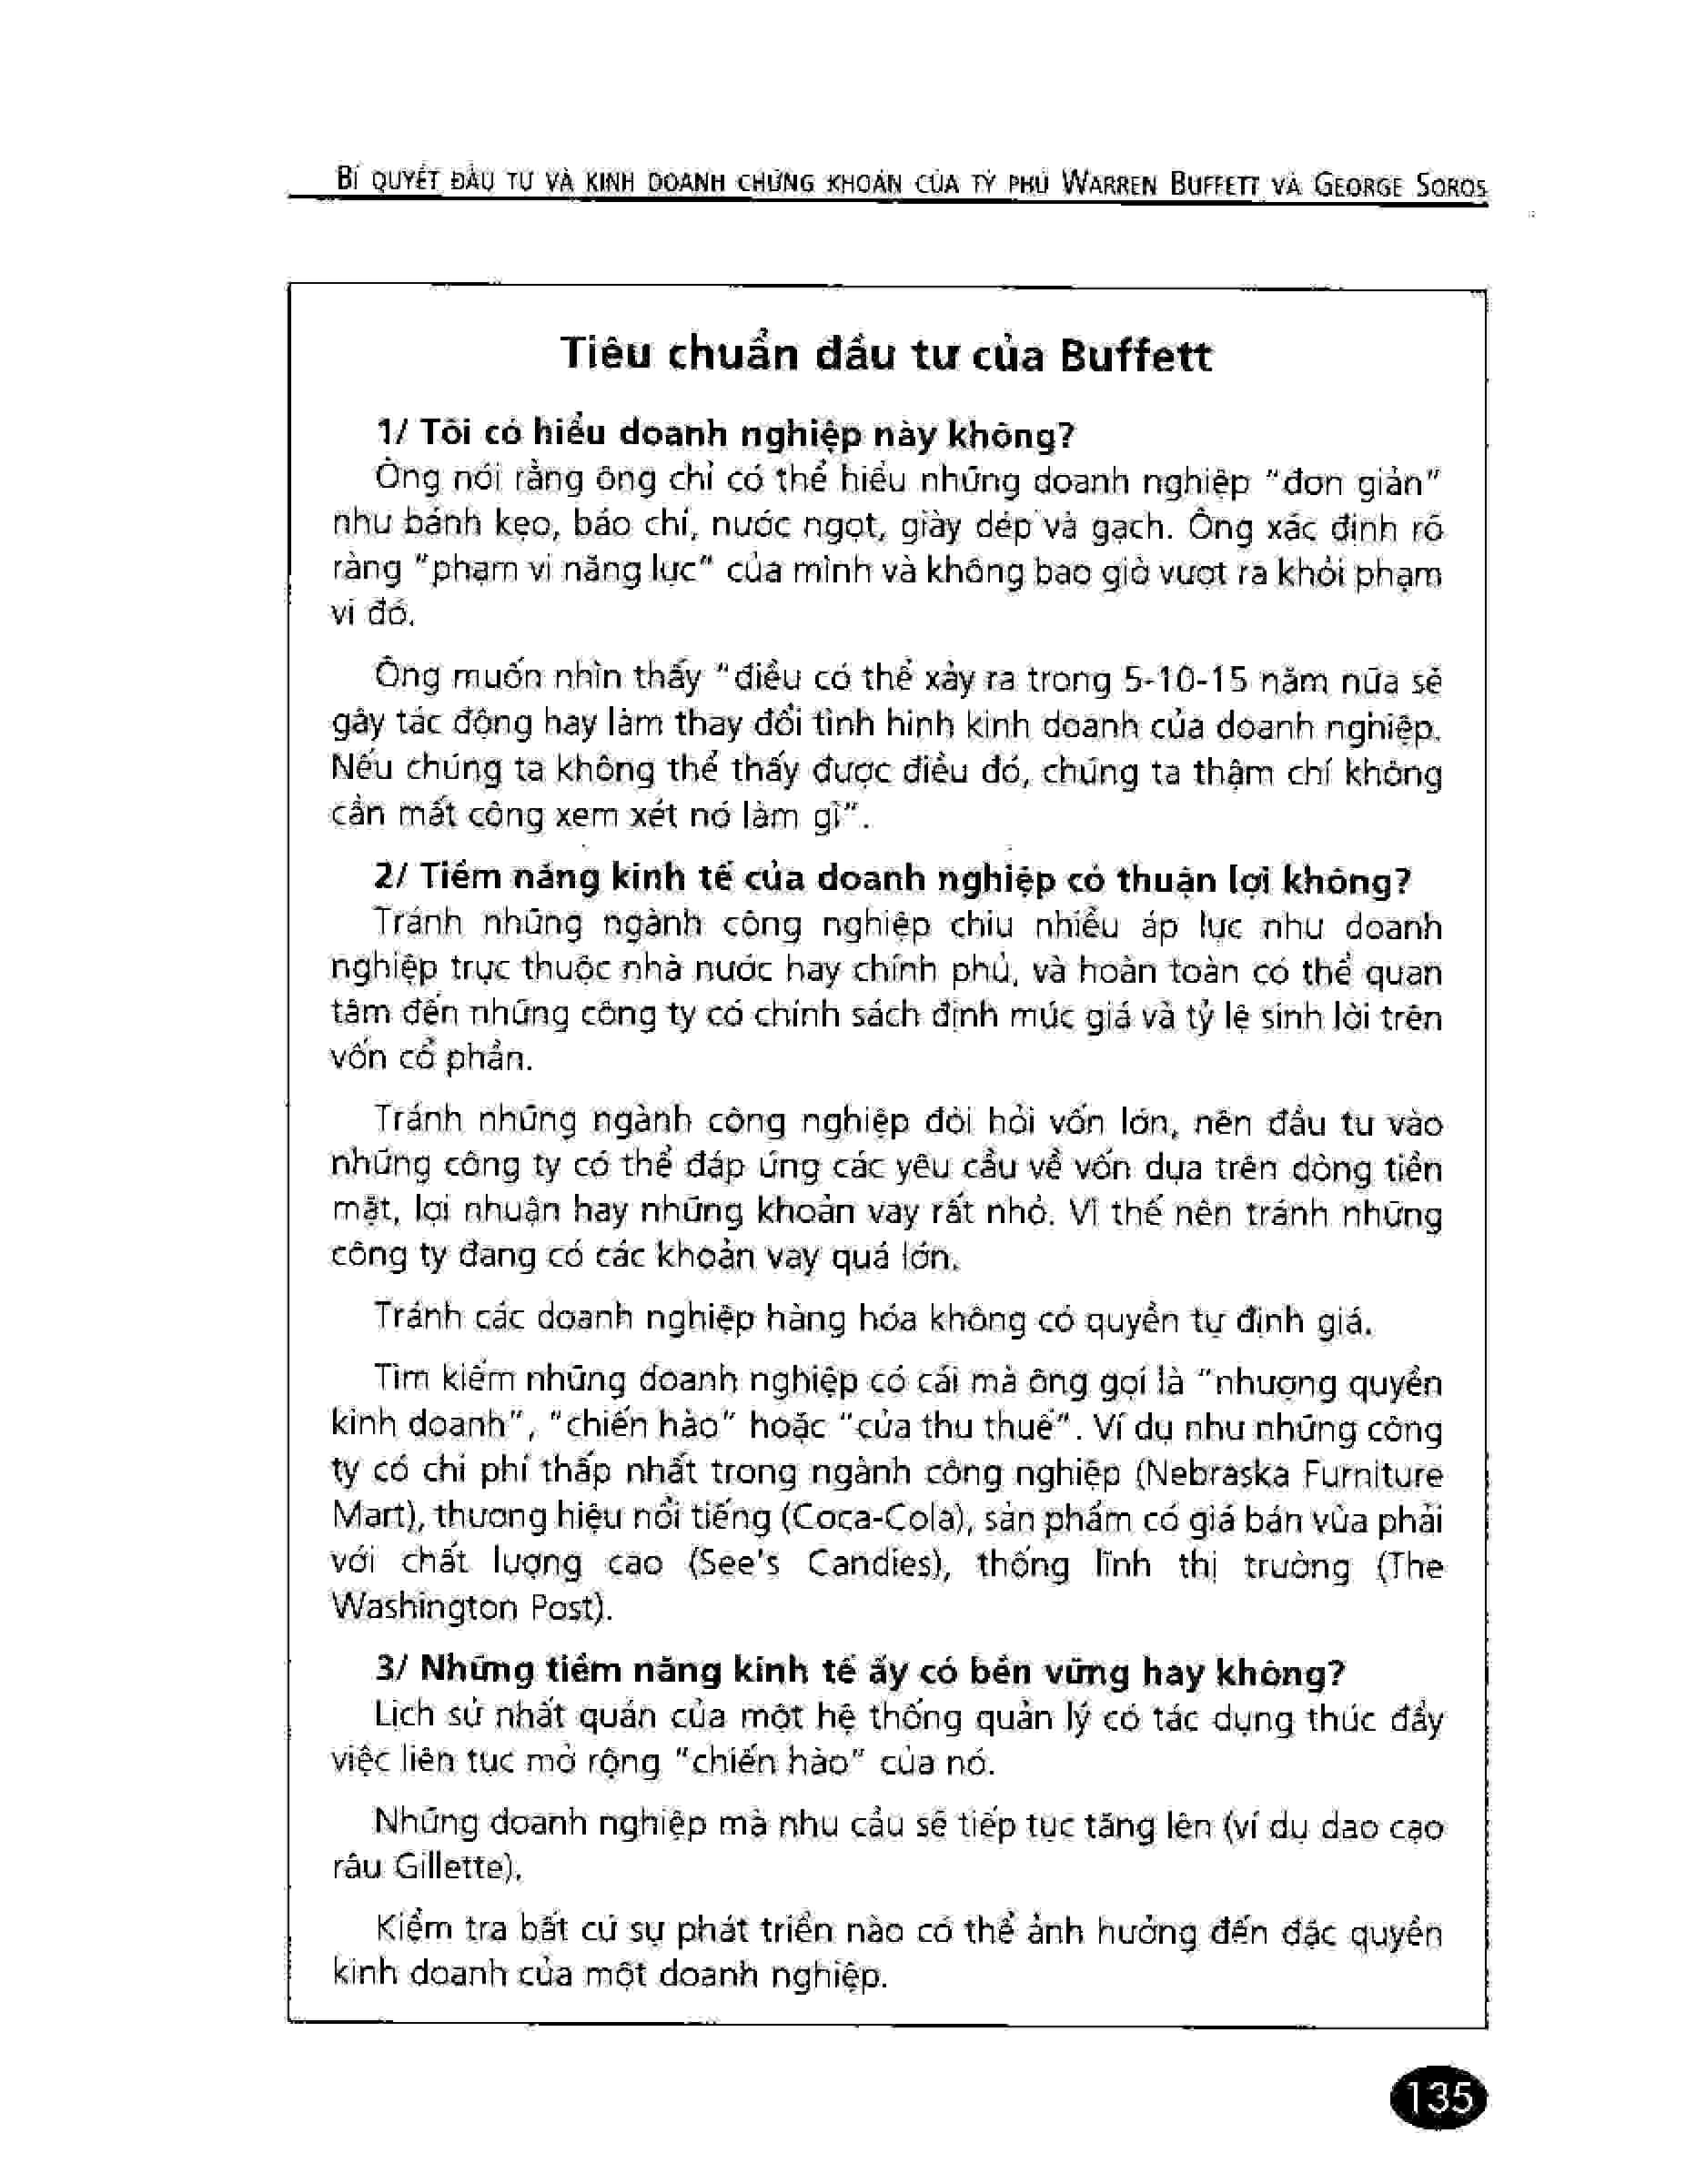 BÍ QUYẾT ĐẦU TƯ VÀ KINH DOANH CHỨNG KHOÁN CỦA TỶ PHÚ WARREN BUFFETT VÀ GEORGE SOROS
Tiêu chuẩn đầu tư của Buffett
1/ Tôi có hiểu doanh nghiệp này không?
Ông nói rằng ông chỉ có thể hiểu những doanh nghiệp "đơn giản"
như bánh kẹo, báo chí, nước ngọt, giày dép và gạch. Ông xác định rõ
ràng "phạm vi năng lực" của mình và không bao giờ vượt ra khỏi phạm
vi đó.
Ông muốn nhìn thấy "điều có thể xảy ra trong 5-10-15 năm nữa sẽ
gây tác động hay làm thay đổi tình hình kinh doanh của doanh nghiệp.
Nếu chúng ta không thể thấy được điều đó, chúng ta thậm chí không
cần mất công xem xét nó làm gì".
2/ Tiềm năng kinh tế của doanh nghiệp có thuận lợi không?
Tránh những ngành công nghiệp chịu nhiều áp lực như doanh
nghiệp trực thuộc nhà nước hay chính phủ, và hoàn toàn có thể quan
tâm đến những công ty có chính sách định mức giá và tỷ lệ sinh lời trên
vốn cổ phần.
Tránh những ngành công nghiệp đòi hỏi vốn lớn, nên đầu tư vào
những công ty có thể đáp ứng các yêu cầu về vốn dựa trên dòng tiền
mặt, lợi nhuận hay những khoản vay rất nhỏ. Vì thế nên tránh những
công ty đang có các khoản vay quá lớn.
Tránh các doanh nghiệp hàng hóa không có quyền tự định giá.
Tìm kiếm những doanh nghiệp có cái mà ông gọi là "nhượng quyền
kinh doanh", "chiến hào" hoặc "cửa thu thuế". Ví dụ như những công
ty có chi phí thấp nhất trong ngành công nghiệp (Nebraska Furniture
Mart), thương hiệu nổi tiếng (Coca-Cola), sản phẩm có giá bán vừa phải
với chất lượng cao (See's Candies), thống lĩnh thị trường (The
Washington Post).
3/ Những tiềm năng kinh tế ấy có bền vững hay không?
Lịch sử nhất quán của một hệ thống quản lý có tác dụng thúc đẩy
việc liên tục mở rộng "chiến hào" của nó.
Những doanh nghiệp mà nhu cầu sẽ tiếp tục tăng lên (ví dụ dao cạo
râu Gillette).
Kiểm tra bất cứ sự phát triển nào có thể ảnh hưởng đến đặc quyền
kinh doanh của một doanh nghiệp.
135